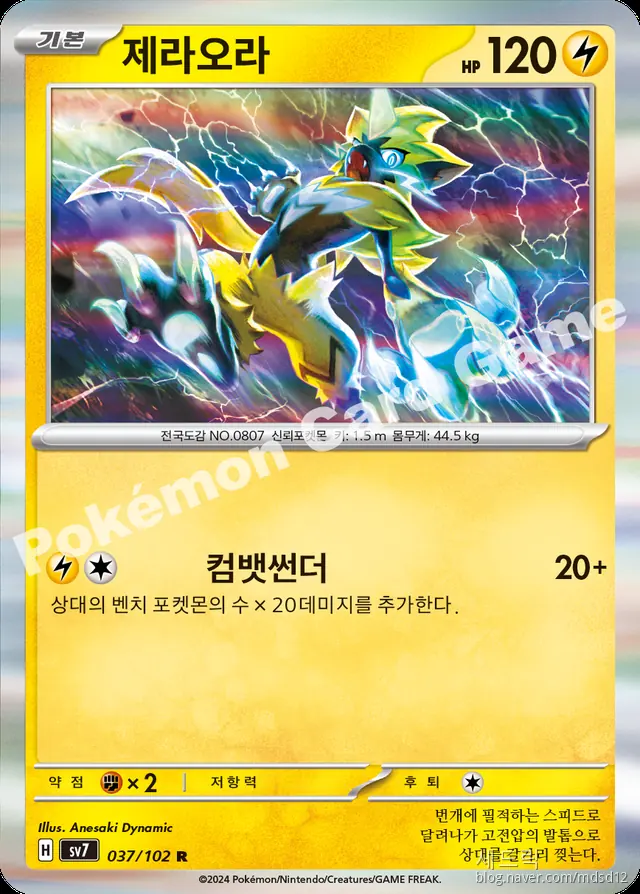 기본
제라오라
HP 120
전국도감 NO.0807 신뢰포켓몬 키: 1.5 m 몸무게: 44.5 kg
Pokémon Card Game
컴뱃썬더 20+
상대의 벤치 포켓몬의 수 × 20데미지를 추가한다.
약점 ×2 저항력 후퇴
Illus. Anesaki Dynamic
H sv7 037/102 R
번개에 필적하는 스피드로
달려나가 고전압의 발톱으로
상대를 갈가리 찢는다.
©2024 Pokémon/Nintendo/Creatures/GAME FREAK.
blog.naver.com/mdsd12